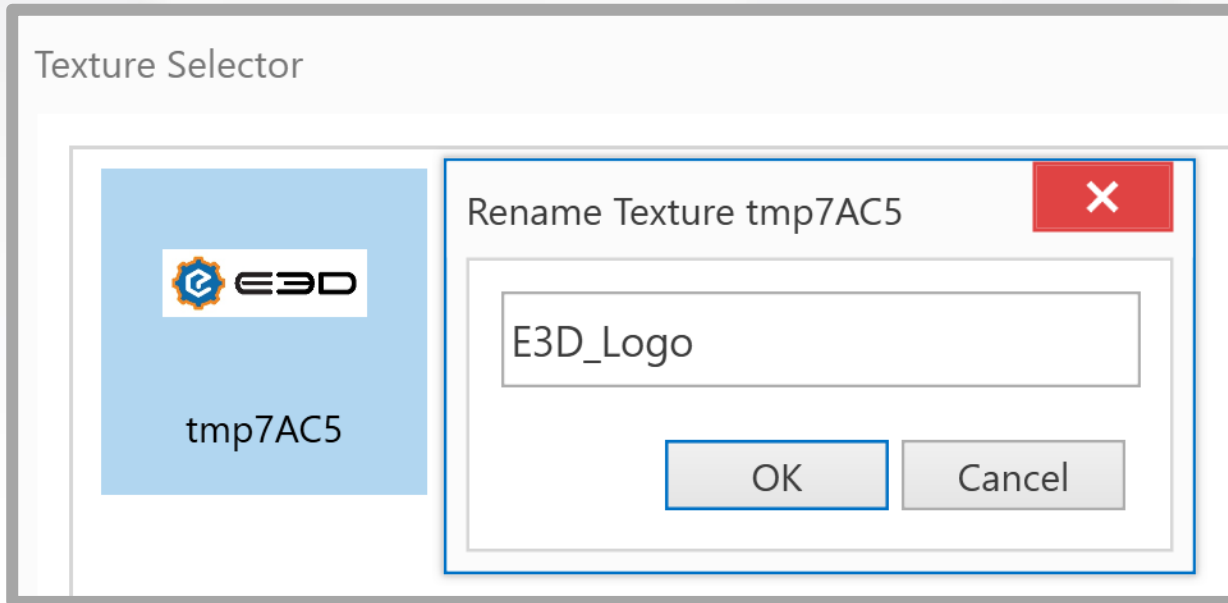 Texture Selector
E3D
tmp7AC5
Rename Texture tmp7AC5
E3D_Logo
OK
Cancel